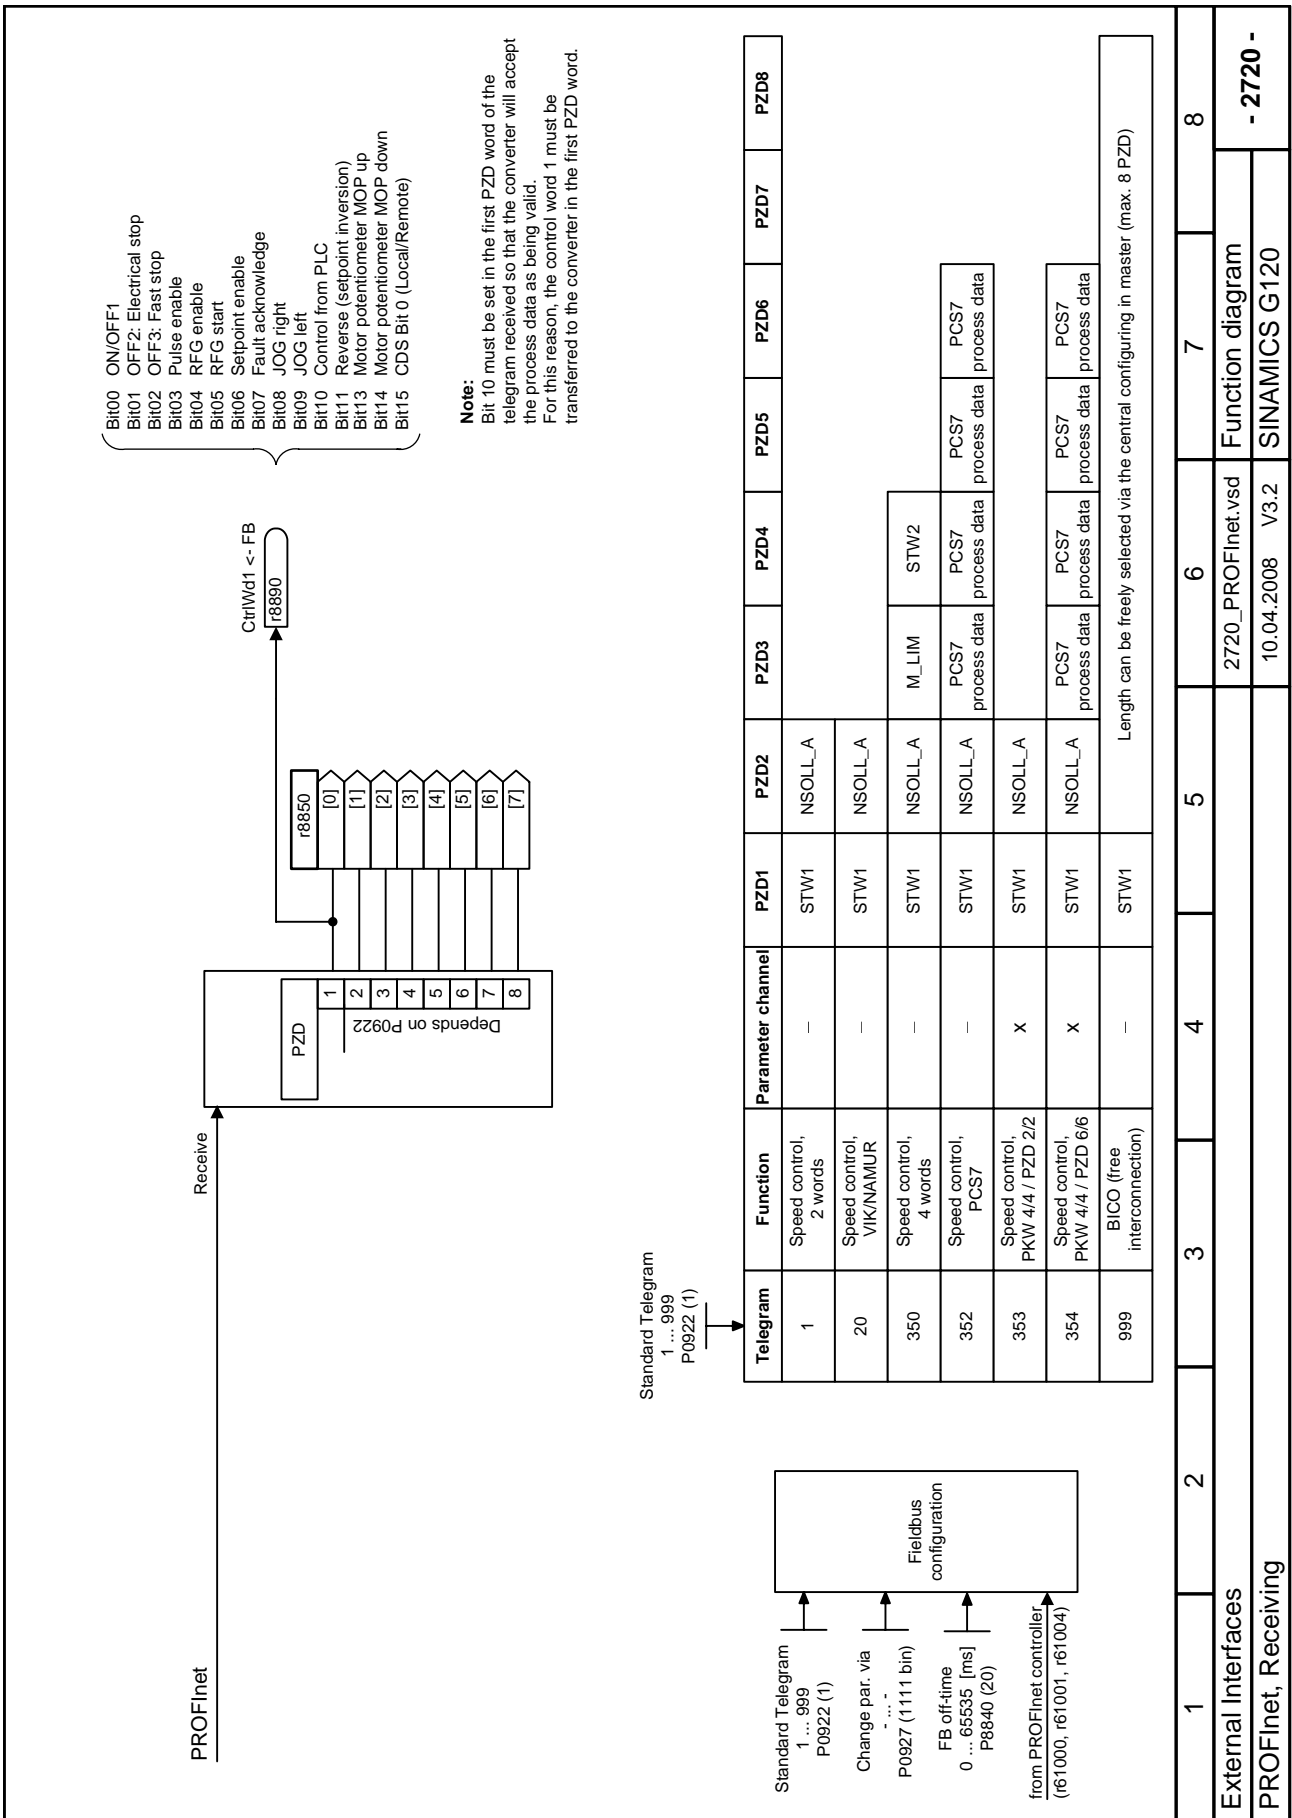 PROFInet
Receive
PZD
1
2
3
4
5
6
7
8
Depends on P0922
r8850
[0]
[1]
[2]
[3]
[4]
[5]
[6]
[7]
CtrlWd1 <- FB
r8890
Bit00 ON/OFF1
Bit01 OFF2: Electrical stop
Bit02 OFF3: Fast stop
Bit03 Pulse enable
Bit04 RFG enable
Bit05 RFG start
Bit06 Setpoint enable
Bit07 Fault acknowledge
Bit08 JOG right
Bit09 JOG left
Bit10 Control from PLC
Bit11 Reverse (setpoint inversion)
Bit13 Motor potentiometer MOP up
Bit14 Motor potentiometer MOP down
Bit15 CDS Bit 0 (Local/Remote)
Note:
Bit 10 must be set in the first PZD word of the
telegram received so that the converter will accept
the process data as being valid.
For this reason, the control word 1 must be
transferred to the converter in the first PZD word.
Standard Telegram
1 ... 999
P0922 (1)
Telegram Function Parameter channel PZD1 PZD2 PZD3 PZD4 PZD5 PZD6 PZD7 PZD8
1 Speed control, 2 words – STW1 NSOLL_A
20 Speed control, VIK/NAMUR – STW1 NSOLL_A
350 Speed control, 4 words – STW1 NSOLL_A M_LIM STW2
352 Speed control, PCS7 – STW1 NSOLL_A PCS7 process data PCS7 process data PCS7 process data PCS7 process data
353 Speed control, PKW 4/4 / PZD 2/2 x STW1 NSOLL_A
354 Speed control, PKW 4/4 / PZD 6/6 x STW1 NSOLL_A PCS7 process data PCS7 process data PCS7 process data PCS7 process data
999 BICO (free interconnection) – STW1 Length can be freely selected via the central configuring in master (max. 8 PZD)
Standard Telegram
1 ... 999
P0922 (1)
Change par. via
- ... -
P0927 (1111 bin)
FB off-time
0 ... 65535 [ms]
P8840 (20)
from PROFInet controller
(r61000, r61001, r61004)
Fieldbus
configuration
1 2 3 4 5 6 7 8
External Interfaces 2720_PROFInet.vsd Function diagram
PROFInet, Receiving 10.04.2008 V3.2 SINAMICS G120
- 2720 -